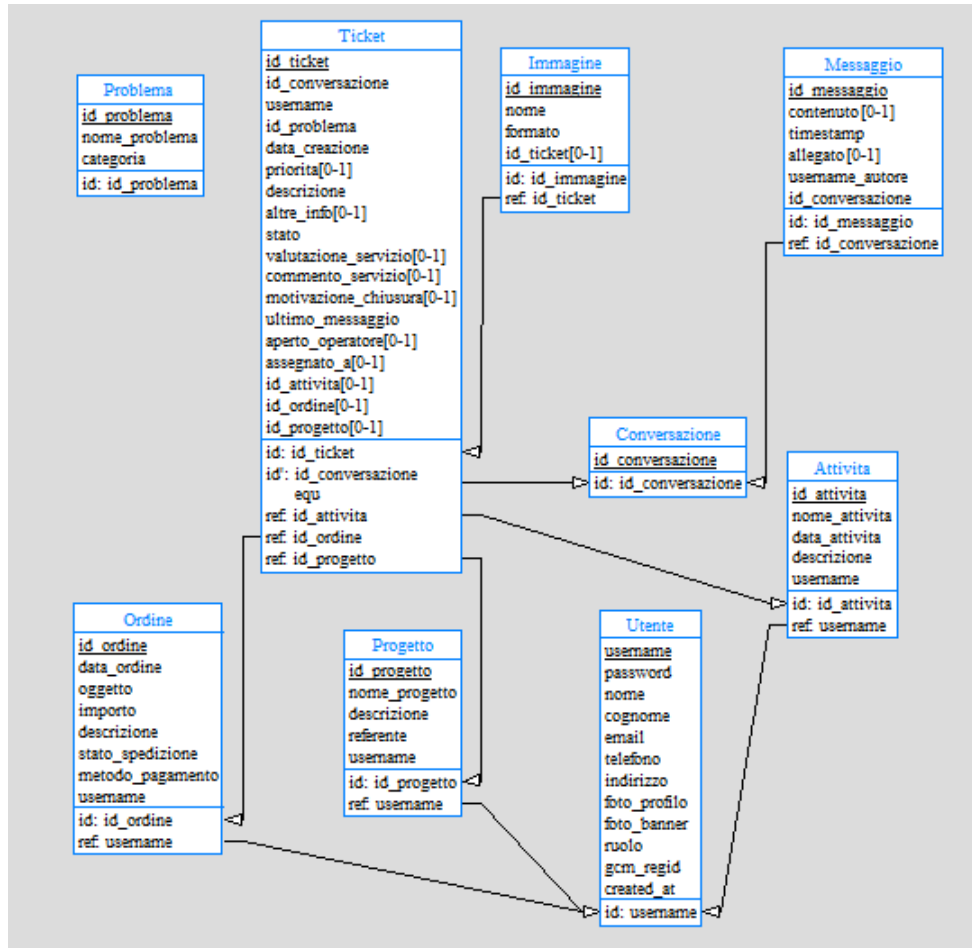 Problema
id_problema
nome_problema
categoria
id: id_problema
Ticket
id_ticket
id_conversazione
username
id_problema
data_creazione
priorita[0-1]
descrizione
altre_info[0-1]
stato
valutazione_servizio[0-1]
commento_servizio[0-1]
motivazione_chiusura[0-1]
ultimo_messaggio
aperto_operatore[0-1]
assegnato_a[0-1]
id_attivita[0-1]
id_ordine[0-1]
id_progetto[0-1]
id: id_ticket
id': id_conversazione
equ
ref: id_attivita
ref: id_ordine
ref: id_progetto
Immagine
id_immagine
nome
formato
id_ticket[0-1]
id: id_immagine
ref: id_ticket
Messaggio
id_messaggio
contenuto[0-1]
timestamp
allegato[0-1]
username_autore
id_conversazione
id: id_messaggio
ref: id_conversazione
Conversazione
id_conversazione
id: id_conversazione
Attivita
id_attivita
nome_attivita
data_attivita
descrizione
username
id: id_attivita
ref: username
Ordine
id_ordine
data_ordine
oggetto
importo
descrizione
stato_spedizione
metodo_pagamento
username
id: id_ordine
ref: username
Progetto
id_progetto
nome_progetto
descrizione
referente
username
id: id_progetto
ref: username
Utente
username
password
nome
cognome
email
telefono
indirizzo
foto_profilo
foto_banner
ruolo
gcm_regid
created_at
id: username